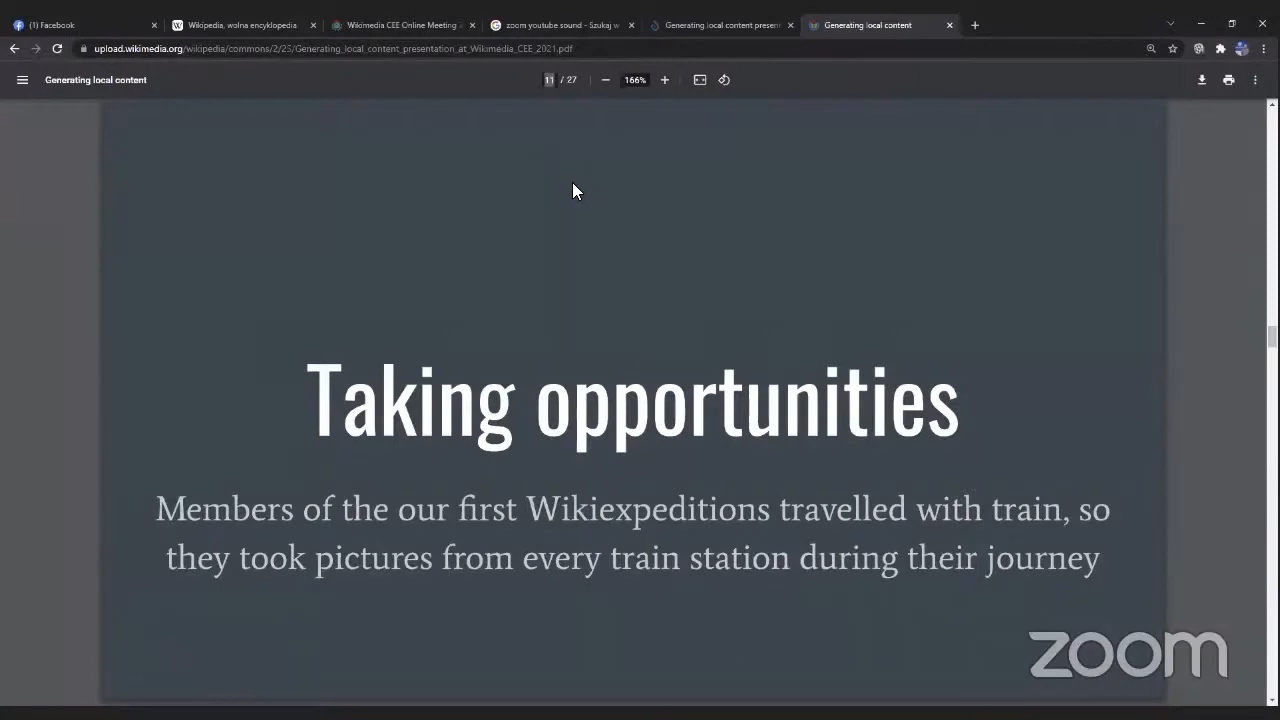 (1) Facebook
Wikipedia, wolna encyklopedia
Wikimedia CEE Online Meeting
zoom youtube sound - Szukaj w
Generating local content present
Generating local content
upload.wikimedia.org/wikipedia/commons/2/25/Generating_local_content_presentation_at_Wikimedia_CEE_2021.pdf
Generating local content
11 / 27
166%
Taking opportunities
Members of the our first Wikiexpeditions travelled with train, so
they took pictures from every train station during their journey
zoom